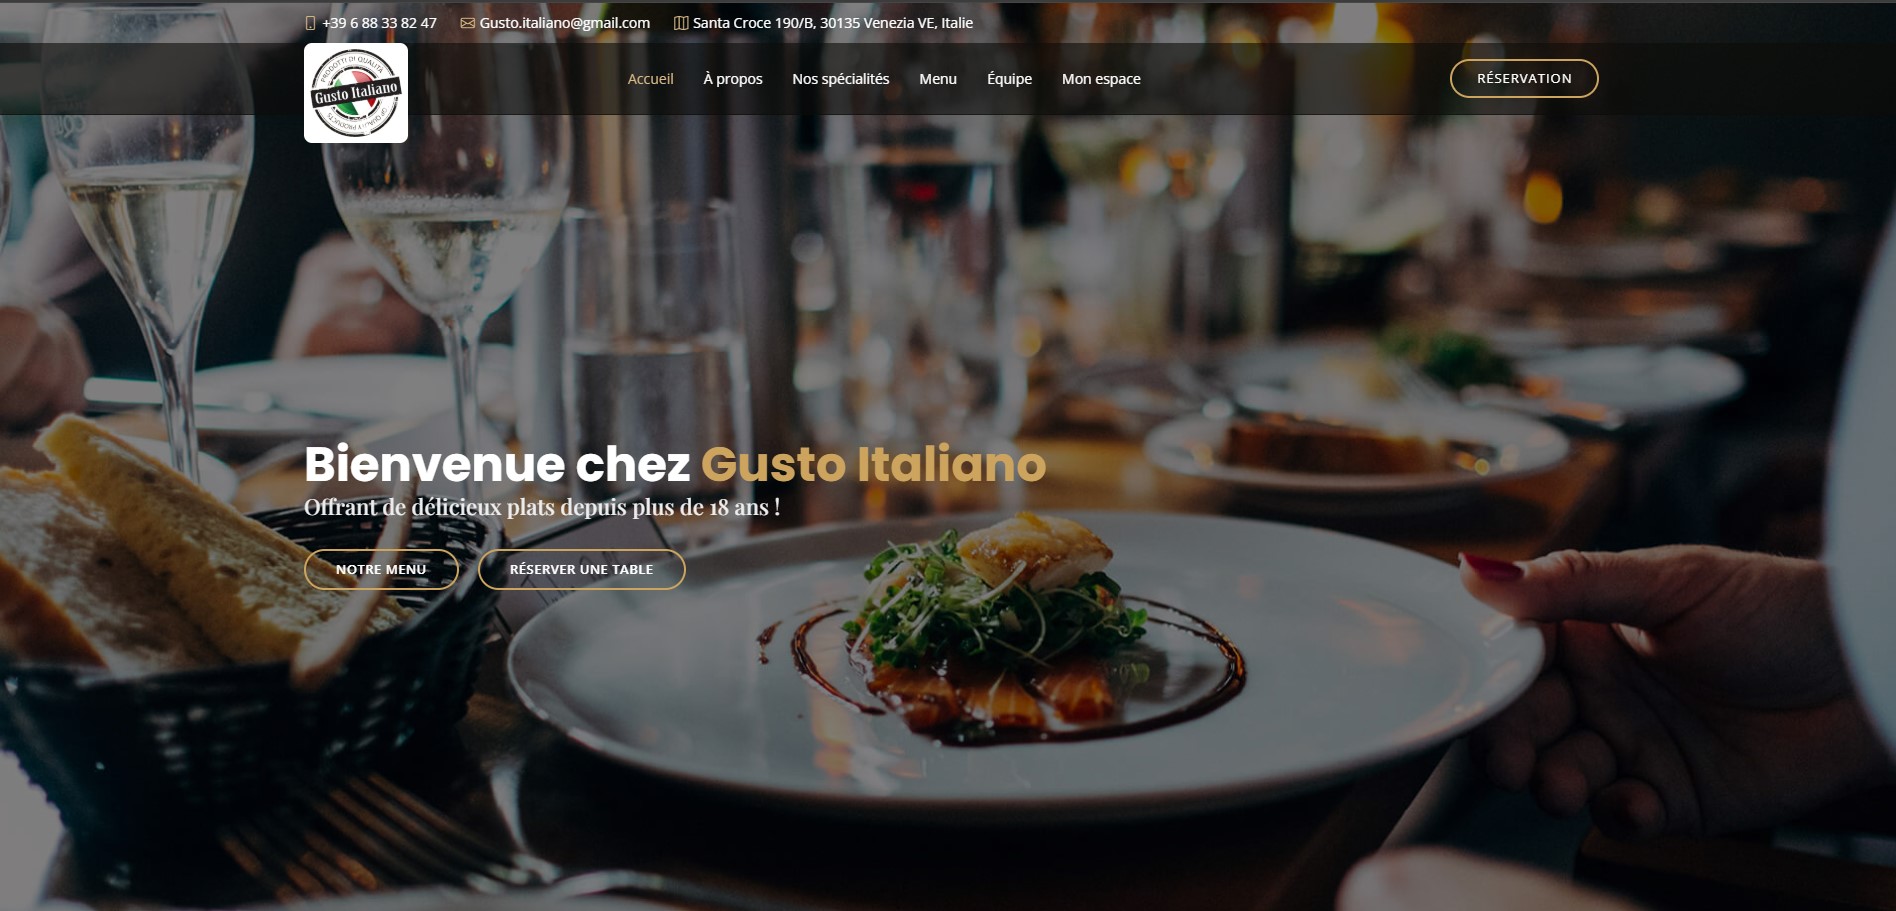 +39 6 88 33 82 47 Gusto.italiano@gmail.com Santa Croce 190/B, 30135 Venezia VE, Italie
PRODOTTI DI QUALITÀ
Gusto Italiano
Accueil À propos Nos spécialités Menu Équipe Mon espace
RÉSERVATION
Bienvenue chez Gusto Italiano
Offrant de délicieux plats depuis plus de 18 ans !
NOTRE MENU
RÉSERVER UNE TABLE